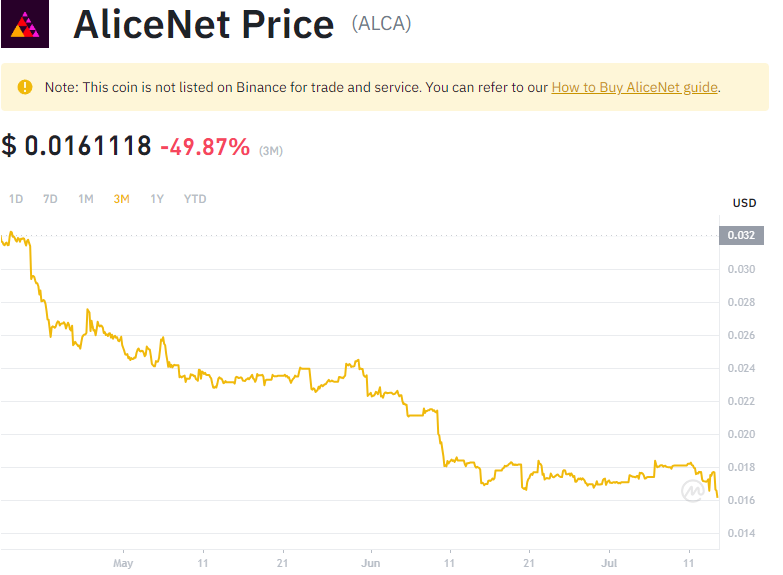 AliceNet Price (ALCA)
Note: This coin is not listed on Binance for trade and service. You can refer to our How to Buy AliceNet guide.
$ 0.0161118 -49.87% (3M)
1D 7D 1M 3M 1Y YTD
USD
0.032
0.030
0.028
0.026
0.024
0.022
0.020
0.018
0.016
0.014
May 11 21 Jun 11 21 Jul 11